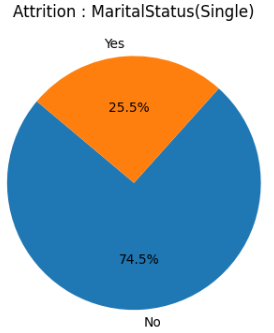 Attrition : MaritalStatus(Single)
Yes
25.5%
74.5%
No